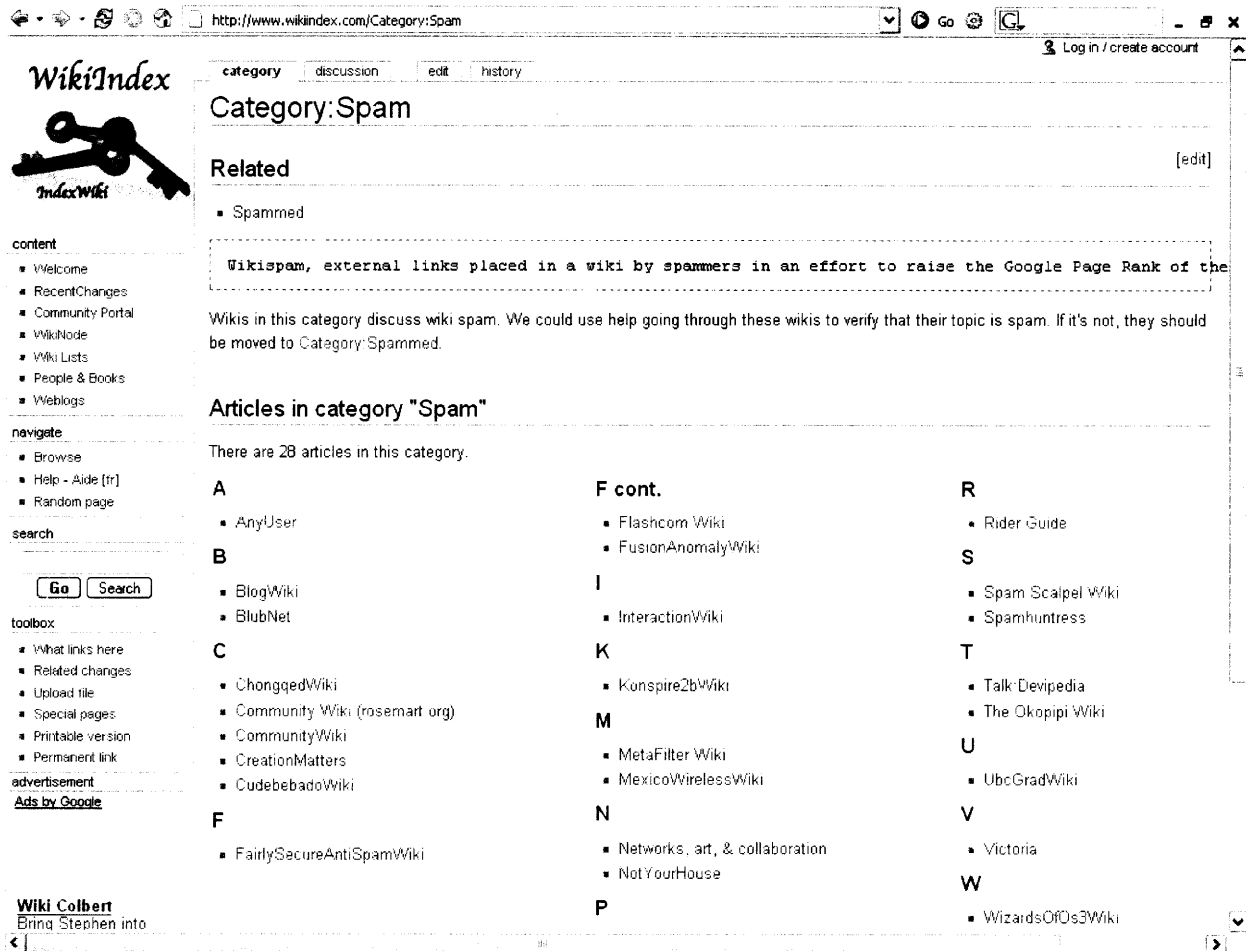 http://www.wikiindex.com/Category:Spam
Go
G
Log in / create account
WikiIndex
IndexWiki
category
discussion
edit
history
Category:Spam
Related
[edit]
Spammed
Wikispam, external links placed in a wiki by spammers in an effort to raise the Google Page Rank of the
Wikis in this category discuss wiki spam. We could use help going through these wikis to verify that their topic is spam. If it's not, they should
be moved to Category:Spammed.
content
Welcome
RecentChanges
Community Portal
WikiNode
Wiki Lists
People & Books
Weblogs
navigate
Browse
Help - Aide [fr]
Random page
search
Go
Search
toolbox
What links here
Related changes
Upload file
Special pages
Printable version
Permanent link
advertisement
Ads by Google
Wiki Colbert
Bring Stephen into
Articles in category "Spam"
There are 28 articles in this category.
A
AnyUser
B
BlogWiki
BlubNet
C
ChongqedWiki
Community Wiki (rosemart org)
CommunityWiki
CreationMatters
CudebebadoWiki
F
FairlySecureAntiSpamWiki
F cont.
Flashcom Wiki
FusionAnomalyWiki
I
InteractionWiki
K
Konspire2bWiki
M
MetaFilter Wiki
MexicoWirelessWiki
N
Networks, art, & collaboration
NotYourHouse
P
R
Rider Guide
S
Spam Scalpel Wiki
Spamhuntress
T
Talk:Devipedia
The Okopipi Wiki
U
UbcGradWiki
V
Victoria
W
WizardsOfOs3Wiki